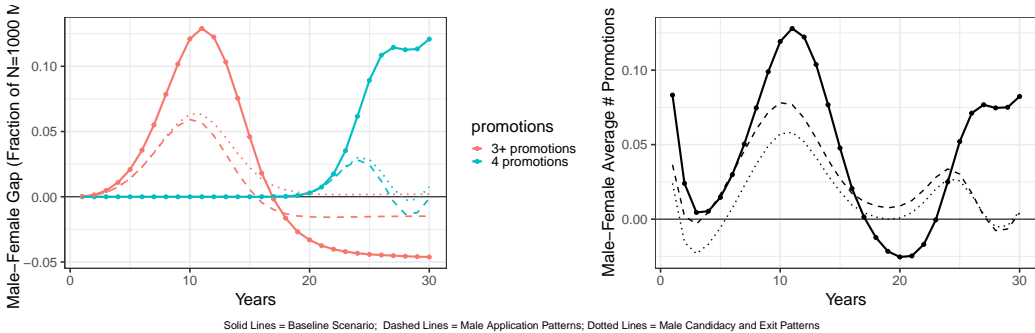 Male−Female Gap (Fraction of N=1000 M
0.10
0.05
0.00
−0.05
0
10
20
30
Years
promotions
3+ promotions
4 promotions
Male−Female Average # Promotions
0.10
0.05
0.00
0
10
20
30
Years
Solid Lines = Baseline Scenario; Dashed Lines = Male Application Patterns; Dotted Lines = Male Candidacy and Exit Patterns